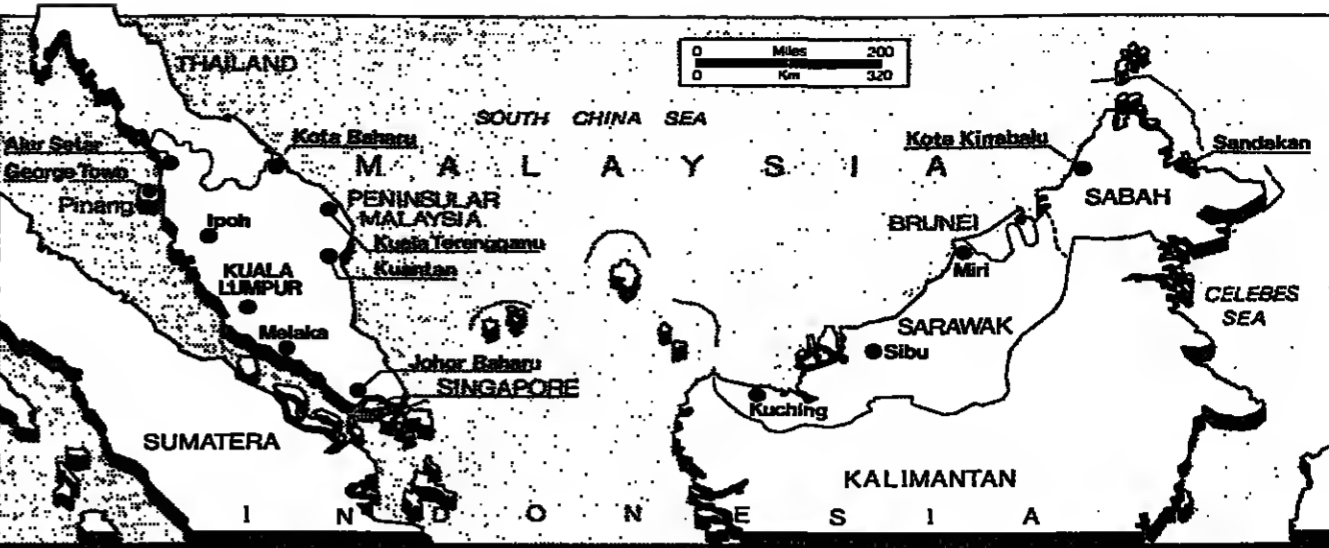 0 Miles 200
0 Km 320
THAILAND
SOUTH CHINA SEA
Alur Setar
Kota Baharu
MALAYSIA
Kota Kinabalu
Sandakan
George Town
Pinang
PENINSULAR
MALAYSIA
SABAH
Ipoh
BRUNEI
Kuala Terengganu
Kuantan
Miri
KUALA
LUMPUR
CELEBES
SEA
Melaka
SARAWAK
Sibu
Johor Baharu
SINGAPORE
Kuching
SUMATERA
KALIMANTAN
INDONESIA